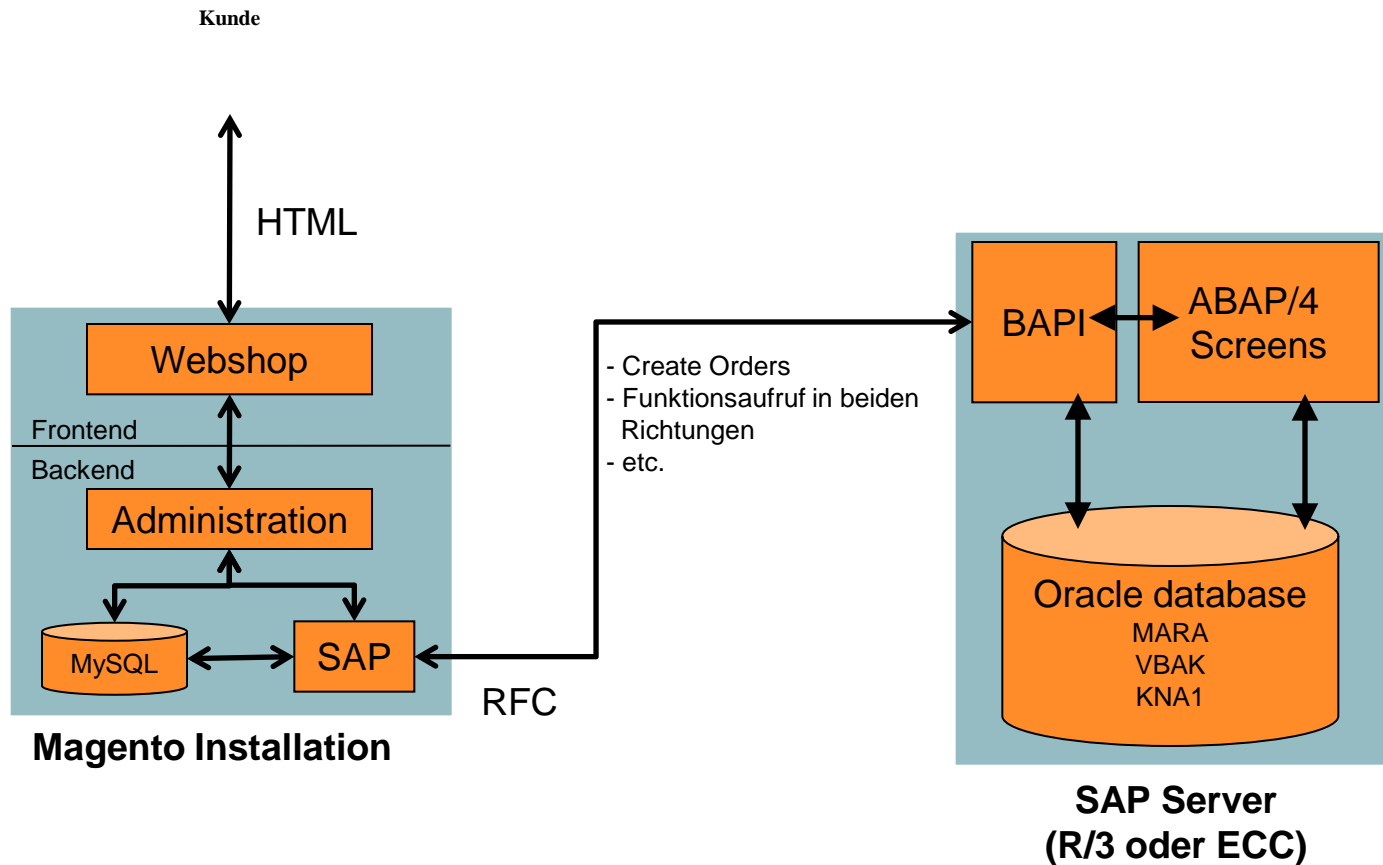 Kunde
HTML
Webshop
Frontend
Backend
Administration
MySQL
SAP
Magento Installation
RFC
- Create Orders
- Funktionsaufruf in beiden
Richtungen
- etc.
BAPI
ABAP/4
Screens
Oracle database
MARA
VBAK
KNA1
SAP Server
(R/3 oder ECC)